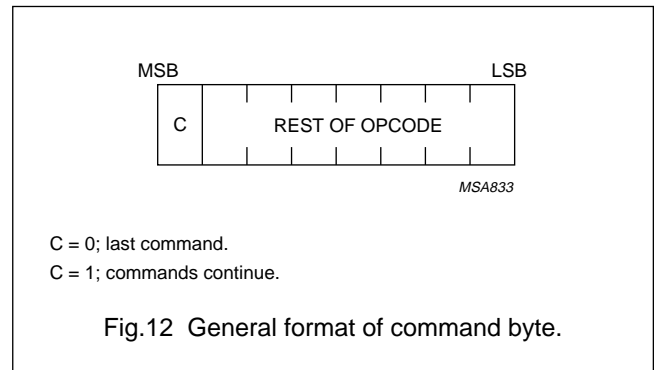 MSB LSB
C REST OF OPCODE
MSA833
C = 0; last command.
C = 1; commands continue.
Fig.12 General format of command byte.